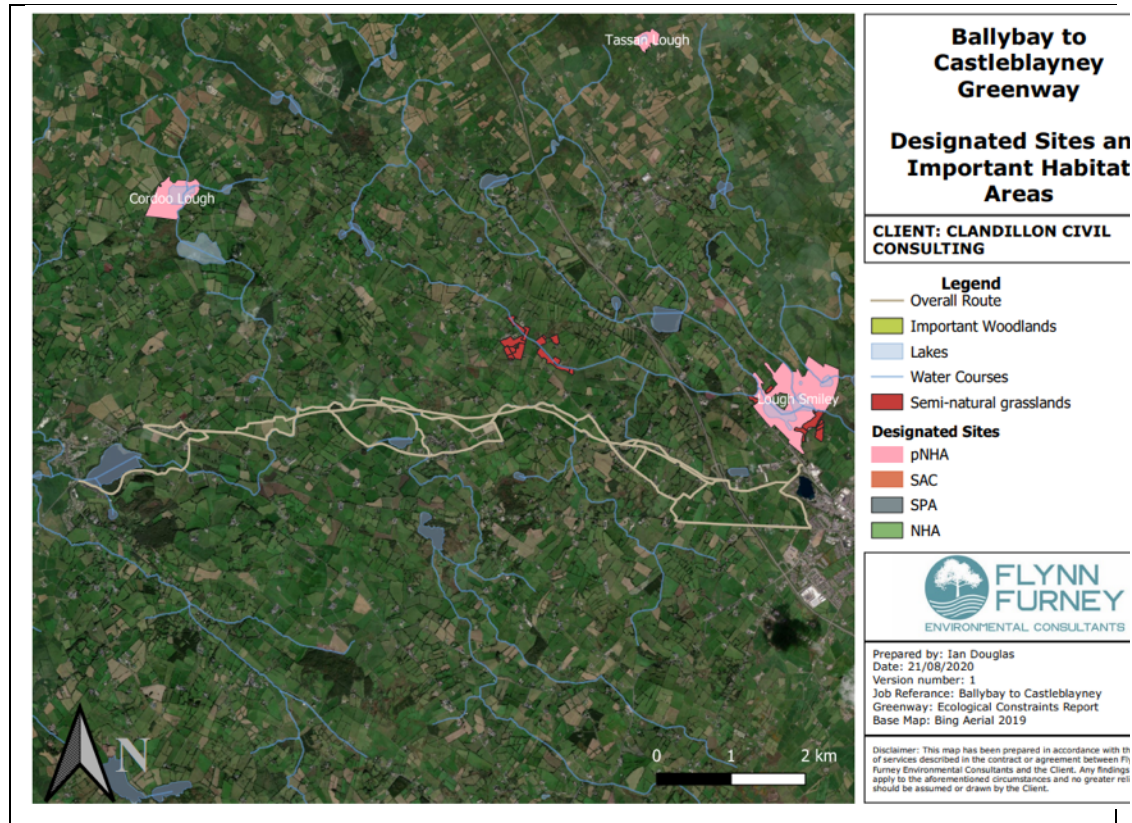 Tassan Lough
Cordoo Lough
Lough Smiley
N
0 1 2 km
Ballybay to
Castleblayney
Greenway
Designated Sites an
Important Habitat
Areas
CLIENT: CLANDILLON CIVIL
CONSULTING
Legend
Overall Route
Important Woodlands
Lakes
Water Courses
Semi-natural grasslands
Designated Sites
pNHA
SAC
SPA
NHA
FLYNN
FURNEY
ENVIRONMENTAL CONSULTANTS
Prepared by: Ian Douglas
Date: 21/08/2020
Version number: 1
Job Referance: Ballybay to Castleblayney
Greenway: Ecological Constraints Report
Base Map: Bing Aerial 2019
Disclaimer: This map has been prepared in accordance with th
of services described in the contract or agreement between Fly
Furney Environmental Consultants and the Client. Any findings
apply to the aforementioned circumstances and no greater reli
should be assumed or drawn by the Client.